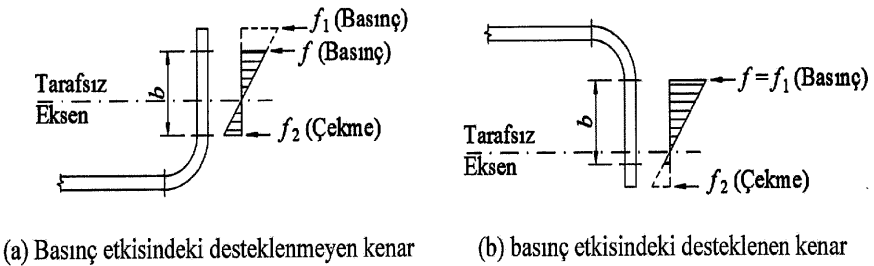 f₁ (Basınç)
f (Basınç)
Tarafsız
Eksen
b
f₂ (Çekme)
(a) Basınç etkisindeki desteklenmeyen kenar
f = f₁ (Basınç)
b
Tarafsız
Eksen
f₂ (Çekme)
(b) basınç etkisindeki desteklenen kenar